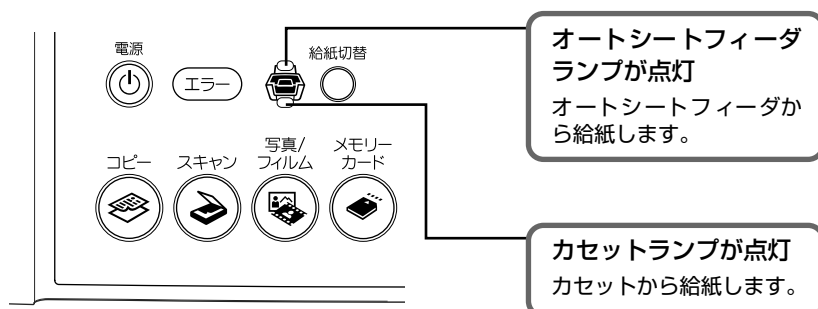 電源
エラー
給紙切替
コピー
スキャン
写真/
フィルム
メモリー
カード
オートシートフィーダ
ランプが点灯
オートシートフィーダか
ら給紙します。
カセットランプが点灯
カセットから給紙します。